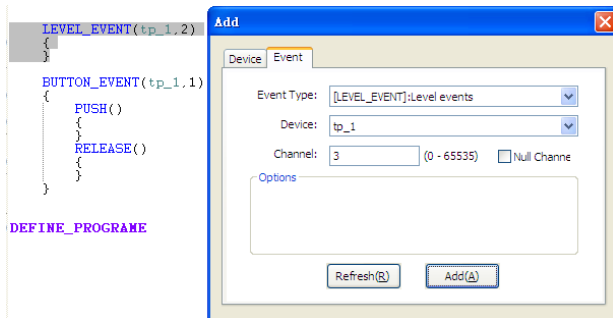 LEVEL_EVENT(tp_1,2)
{
}
BUTTON_EVENT(tp_1,1)
{
PUSH()
{
}
RELEASE()
{
}
}
DEFINE_PROGRAME
Add
Device
Event
Event Type: [LEVEL_EVENT]:Level events
Device: tp_1
Channel: 3 (0 - 65535) Null Channe
Options
Refresh(R) Add(A)